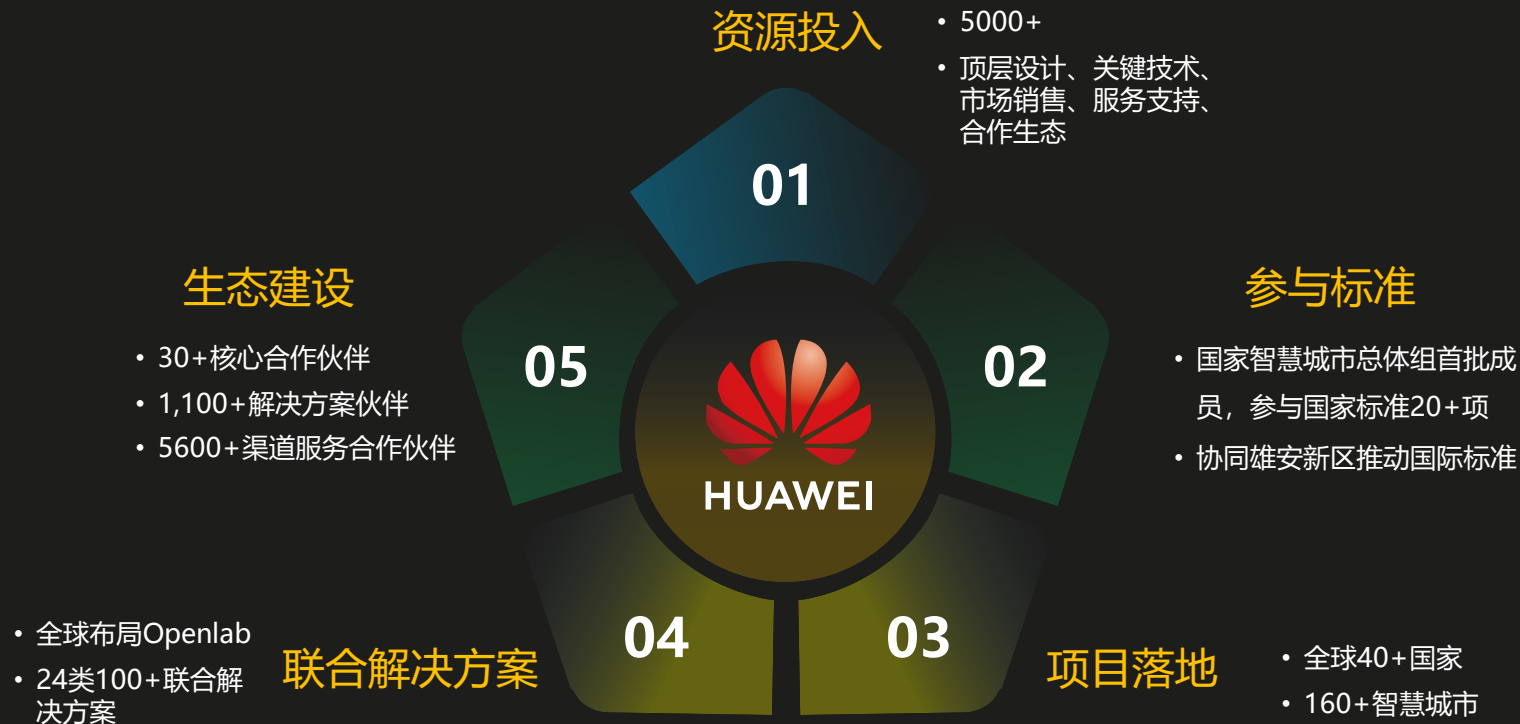 资源投入
• 5000+
• 顶层设计、关键技术、
市场销售、服务支持、
合作生态
01
生态建设
• 30+核心合作伙伴
• 1,100+解决方案伙伴
• 5600+渠道服务合作伙伴
05
HUAWEI
02
参与标准
• 国家智慧城市总体组首批成
员，参与国家标准20+项
• 协同雄安新区推动国际标准
• 全球布局Openlab
• 24类100+联合解
决方案
联合解决方案
04
03
项目落地
• 全球40+国家
• 160+智慧城市